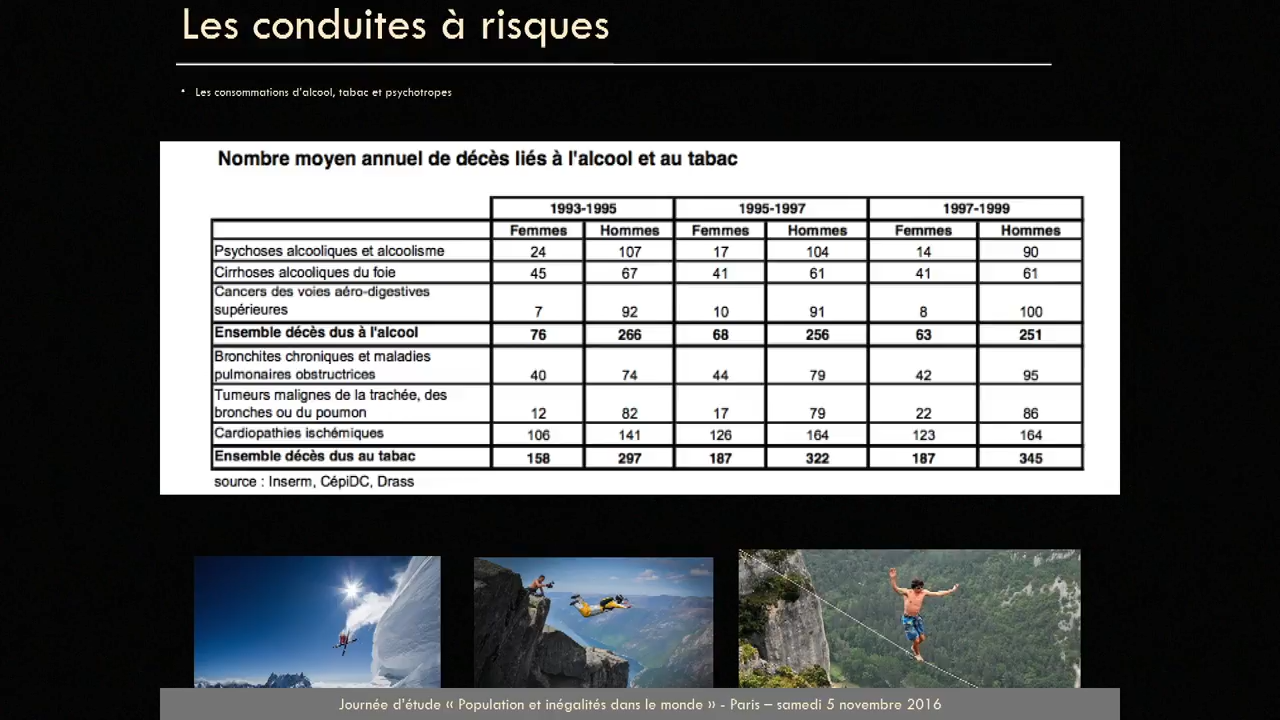 Les conduites à risques
• Les consommations d'alcool, tabac et psychotropes
Nombre moyen annuel de décès liés à l'alcool et au tabac
1993-1995 1995-1997 1997-1999
Femmes Hommes Femmes Hommes Femmes Hommes
Psychoses alcooliques et alcoolisme 24 107 17 104 14 90
Cirrhoses alcooliques du foie 45 67 41 61 41 61
Cancers des voies aéro-digestives
supérieures 7 92 10 91 8 100
Ensemble décès dus à l'alcool 76 266 68 256 63 251
Bronchites chroniques et maladies
pulmonaires obstructrices 40 74 44 79 42 95
Tumeurs malignes de la trachée, des
bronches ou du poumon 12 82 17 79 22 86
Cardiopathies ischémiques 106 141 126 164 123 164
Ensemble décès dus au tabac 158 297 187 322 187 345
source : Inserm, CépiDC, Drass
Journée d'étude « Population et inégalités dans le monde » - Paris – samedi 5 novembre 2016